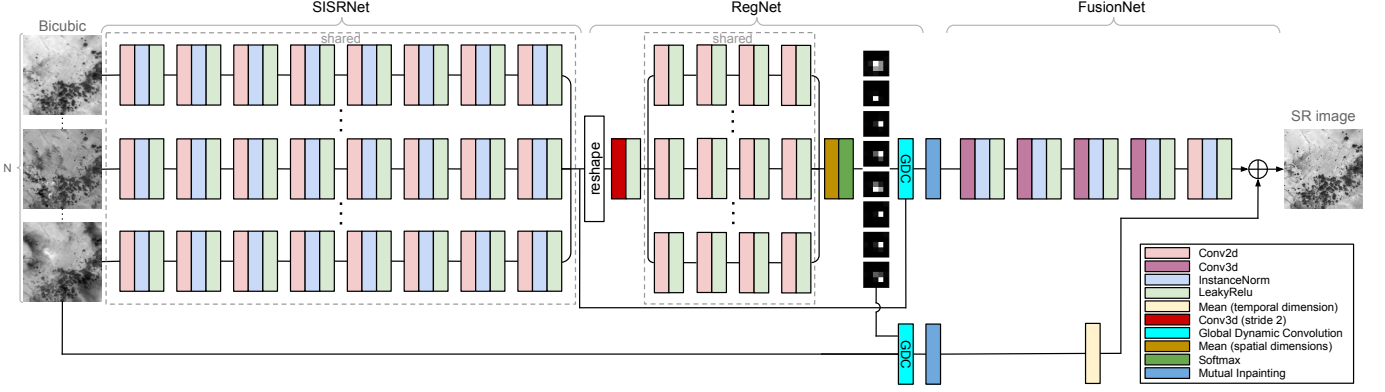 SISRNet
RegNet
FusionNet
Bicubic
shared
shared
N
reshape
GDC
SR image
GDC
Conv2d
Conv3d
InstanceNorm
LeakyRelu
Mean (temporal dimension)
Conv3d (stride 2)
Global Dynamic Convolution
Mean (spatial dimensions)
Softmax
Mutual Inpainting